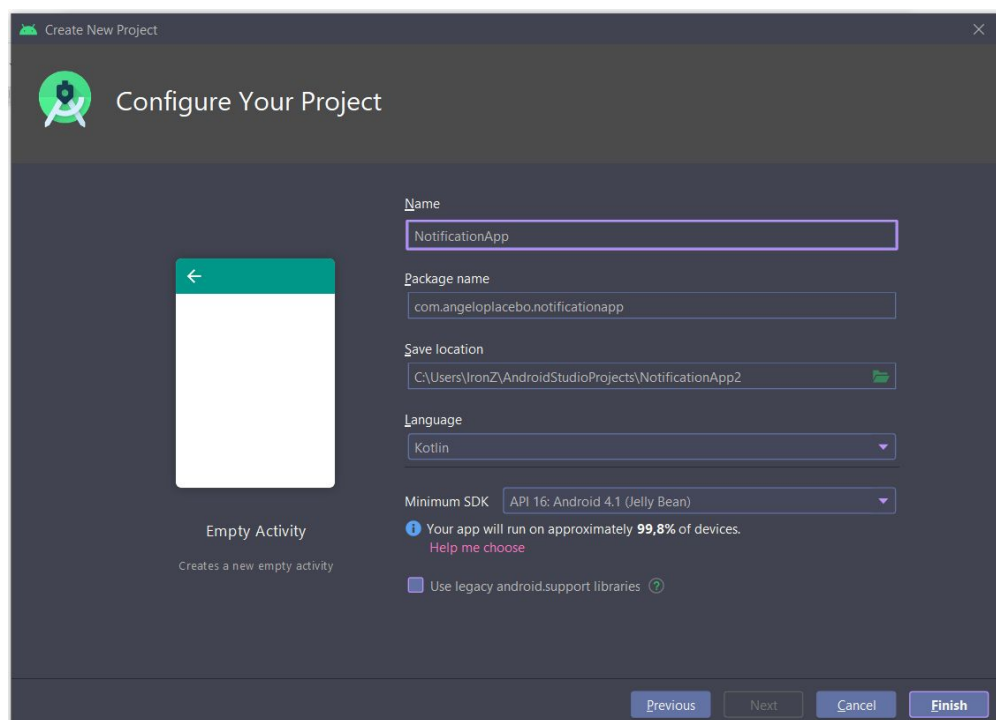 Create New Project
Configure Your Project
Name
NotificationApp
Package name
com.angeloplacebo.notificationapp
Save location
C:\Users\IronZ\AndroidStudioProjects\NotificationApp2
Language
Kotlin
Minimum SDK API 16: Android 4.1 (Jelly Bean)
Your app will run on approximately 99,8% of devices.
Help me choose
Use legacy android.support libraries ?
Empty Activity
Creates a new empty activity
Previous Next Cancel Finish